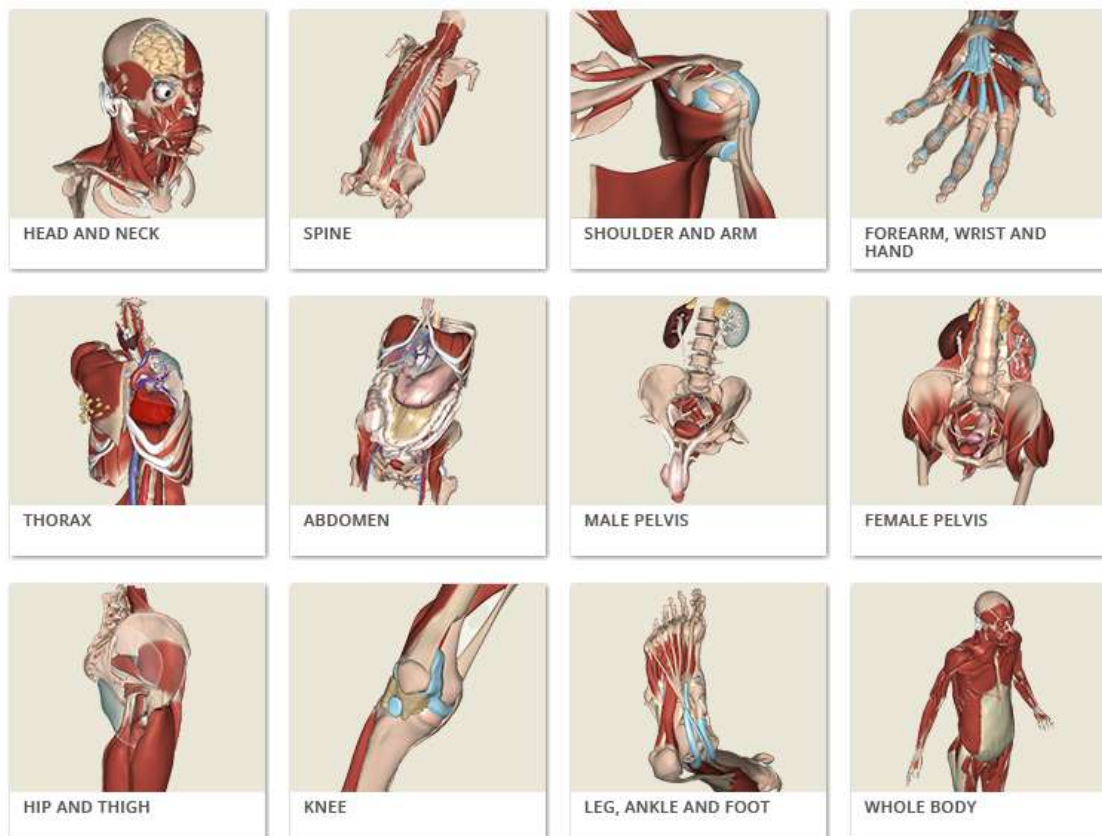 HEAD AND NECK
SPINE
SHOULDER AND ARM
FOREARM, WRIST AND
HAND
THORAX
ABDOMEN
MALE PELVIS
FEMALE PELVIS
HIP AND THIGH
KNEE
LEG, ANKLE AND FOOT
WHOLE BODY